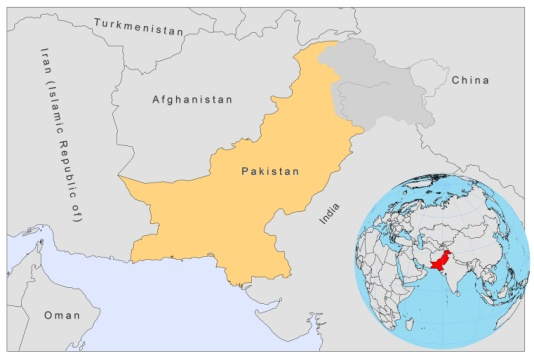 Turkmenistan
Iran (Islamic Republic of)
China
Afghanistan
Pakistan
India
Oman